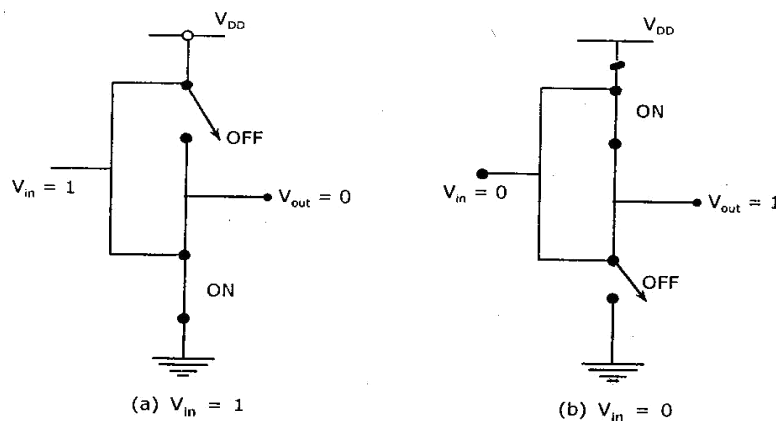 V_DD
OFF
V_in = 1
V_out = 0
ON
(a) V_in = 1
V_DD
ON
V_in = 0
V_out = 1
OFF
(b) V_in = 0